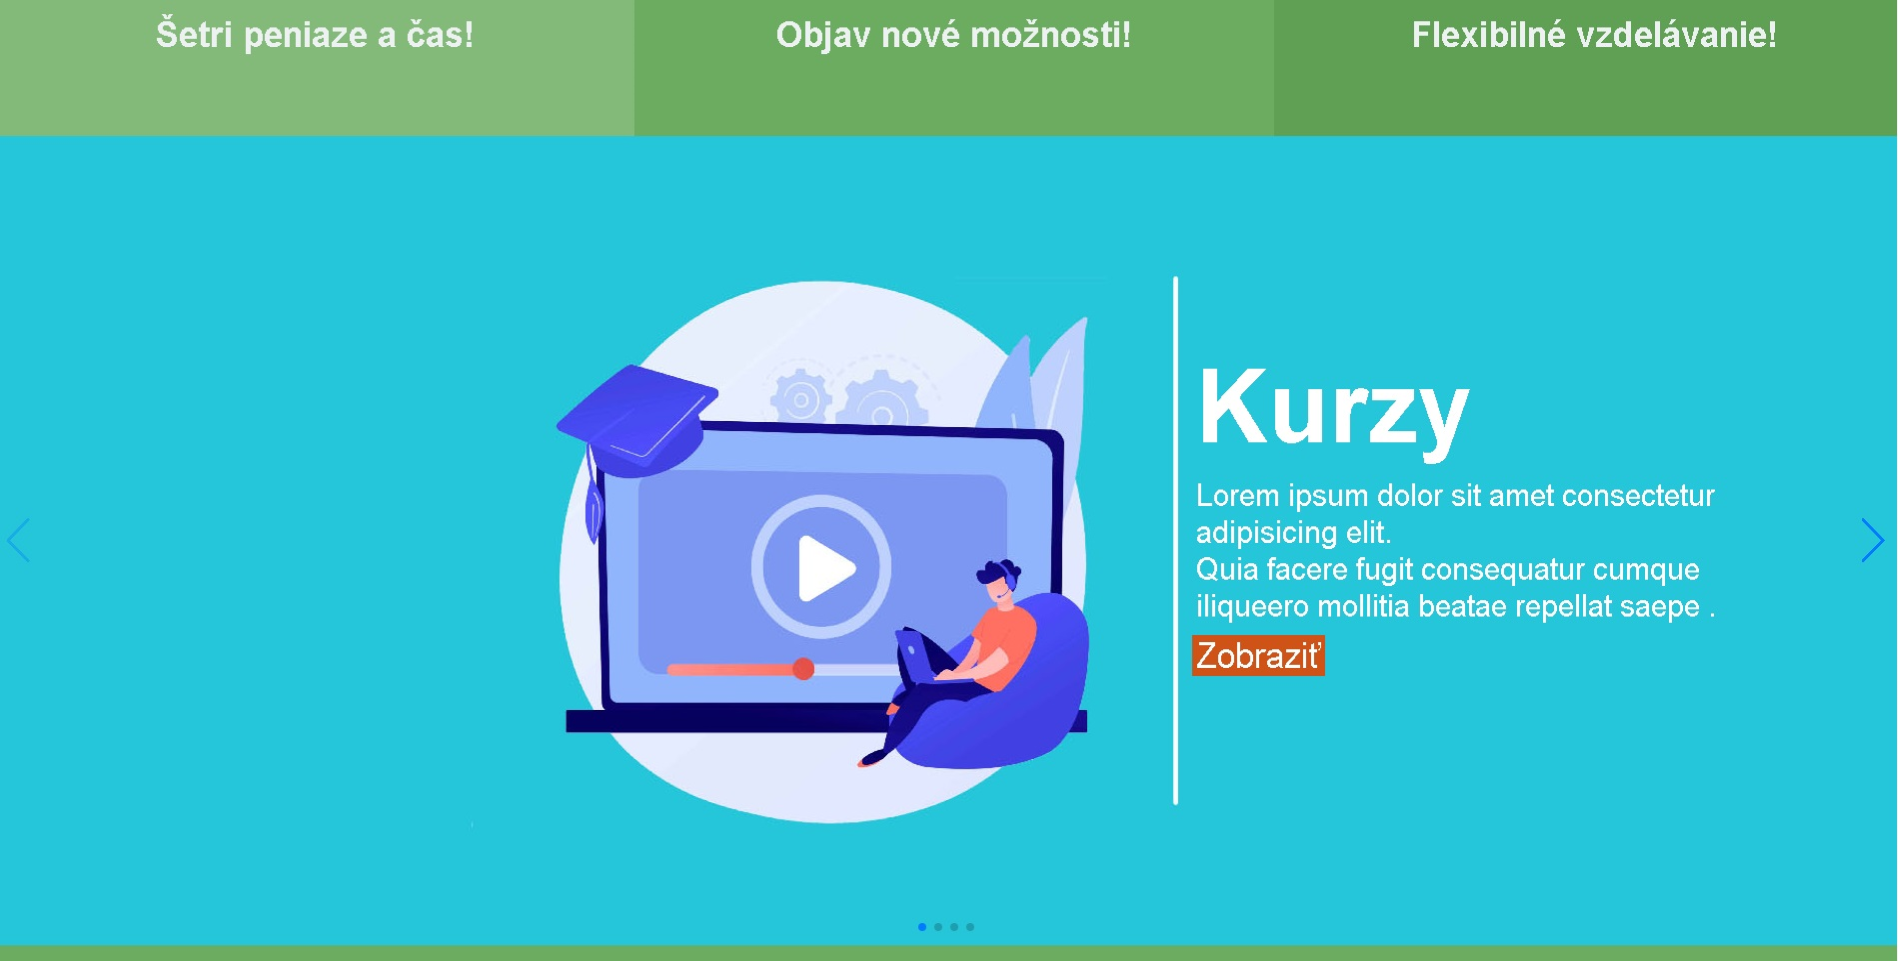 Šetri peniaze a čas!
Objav nové možnosti!
Flexibilné vzdelávanie!
Kurzy
Lorem ipsum dolor sit amet consectetur
adipisicing elit.
Quia facere fugit consequatur cumque
iliqueero mollitia beatae repellat saepe .
Zobraziť